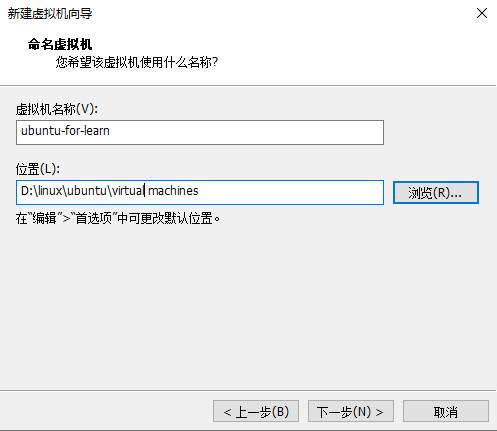 新建虚拟机向导
命名虚拟机
您希望该虚拟机使用什么名称?
虚拟机名称(V):
ubuntu-for-learn
位置(L):
D:\linux\ubuntu\virtual machines
浏览(R)...
在“编辑”>“首选项”中可更改默认位置。
< 上一步(B)
下一步(N) >
取消